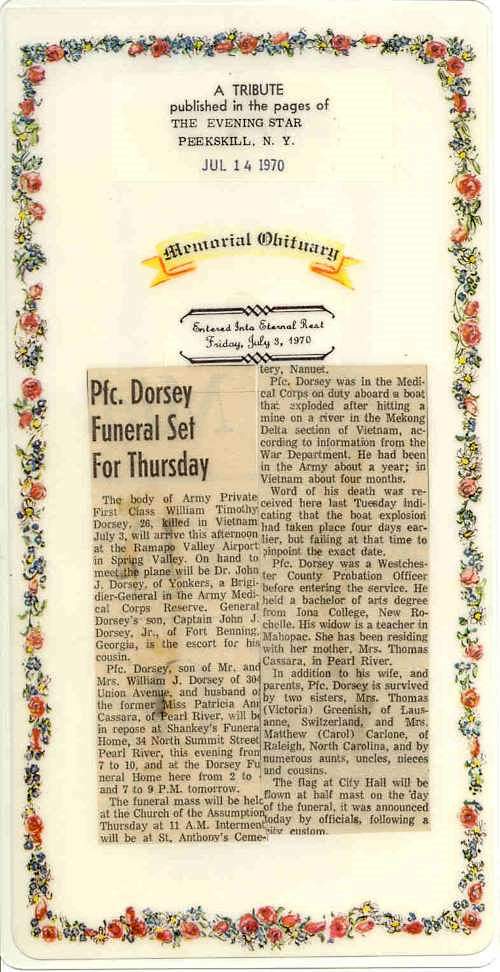 A TRIBUTE
published in the pages of
THE EVENING STAR
PEEKSKILL, N. Y.
JUL 14 1970
Memorial Obituary
Entered Into Eternal Rest
Friday, July 3, 1970
Pfc. Dorsey
Funeral Set
For Thursday
The body of Army Private
First Class William Timothy
Dorsey, 26, killed in Vietnam
July 3, will arrive this afternoon
at the Ramapo Valley Airport
in Spring Valley. On hand to
meet the plane will be Dr. John
J. Dorsey, of Yonkers, a Brigi-
dier-General in the Army Med-
ical Corps Reserve. General
Dorsey's son, Captain John J.
Dorsey, Jr., of Fort Benning,
Georgia, is the escort for his
cousin.
Pfc. Dorsey, son of Mr. and
Mrs. William J. Dorsey of 304
Union Avenue, and husband of
the former Miss Patricia Ann
Cassara, of Pearl River, will be
in repose at Shankey's Funeral
Home, 34 North Summit Street
Pearl River, this evening from
7 to 10, and at the Dorsey Fu
neral Home here from 2 to
and 7 to 9 P.M. tomorrow.
The funeral mass will be held
at the Church of the Assumption
Thursday at 11 A.M. Interment
will be at St. Anthony's Ceme-
tery, Nanuet.
Pfc. Dorsey was in the Medi-
cal Corps on duty aboard a boat
that exploded after hitting a
mine on a river in the Mekong
Delta section of Vietnam, ac-
cording to information from the
War Department. He had been
in the Army about a year; in
Vietnam about four months.
Word of his death was re-
ceived here last Tuesday indi-
cating that the boat explosion
had taken place four days ear-
lier, but failing at that time to
pinpoint the exact date.
Pfc. Dorsey was a Westches-
ter County Probation Officer
before entering the service. He
held a bachelor of arts degree
from Iona College, New Ro-
chelle. His widow is a teacher in
Mahopac. She has been residing
with her mother, Mrs. Thomas
Cassara, in Pearl River.
In addition to his wife, and
parents, Pfc. Dorsey is survived
by two sisters, Mrs. Thomas
(Victoria) Greenish, of Laus-
anne, Switzerland, and Mrs.
Matthew (Carol) Carlone, of
Raleigh, North Carolina, and by
numerous aunts, uncles, nieces
and cousins.
The flag at City Hall will be
flown at half mast on the day
of the funeral, it was announced
today by officials, following a
city custom.